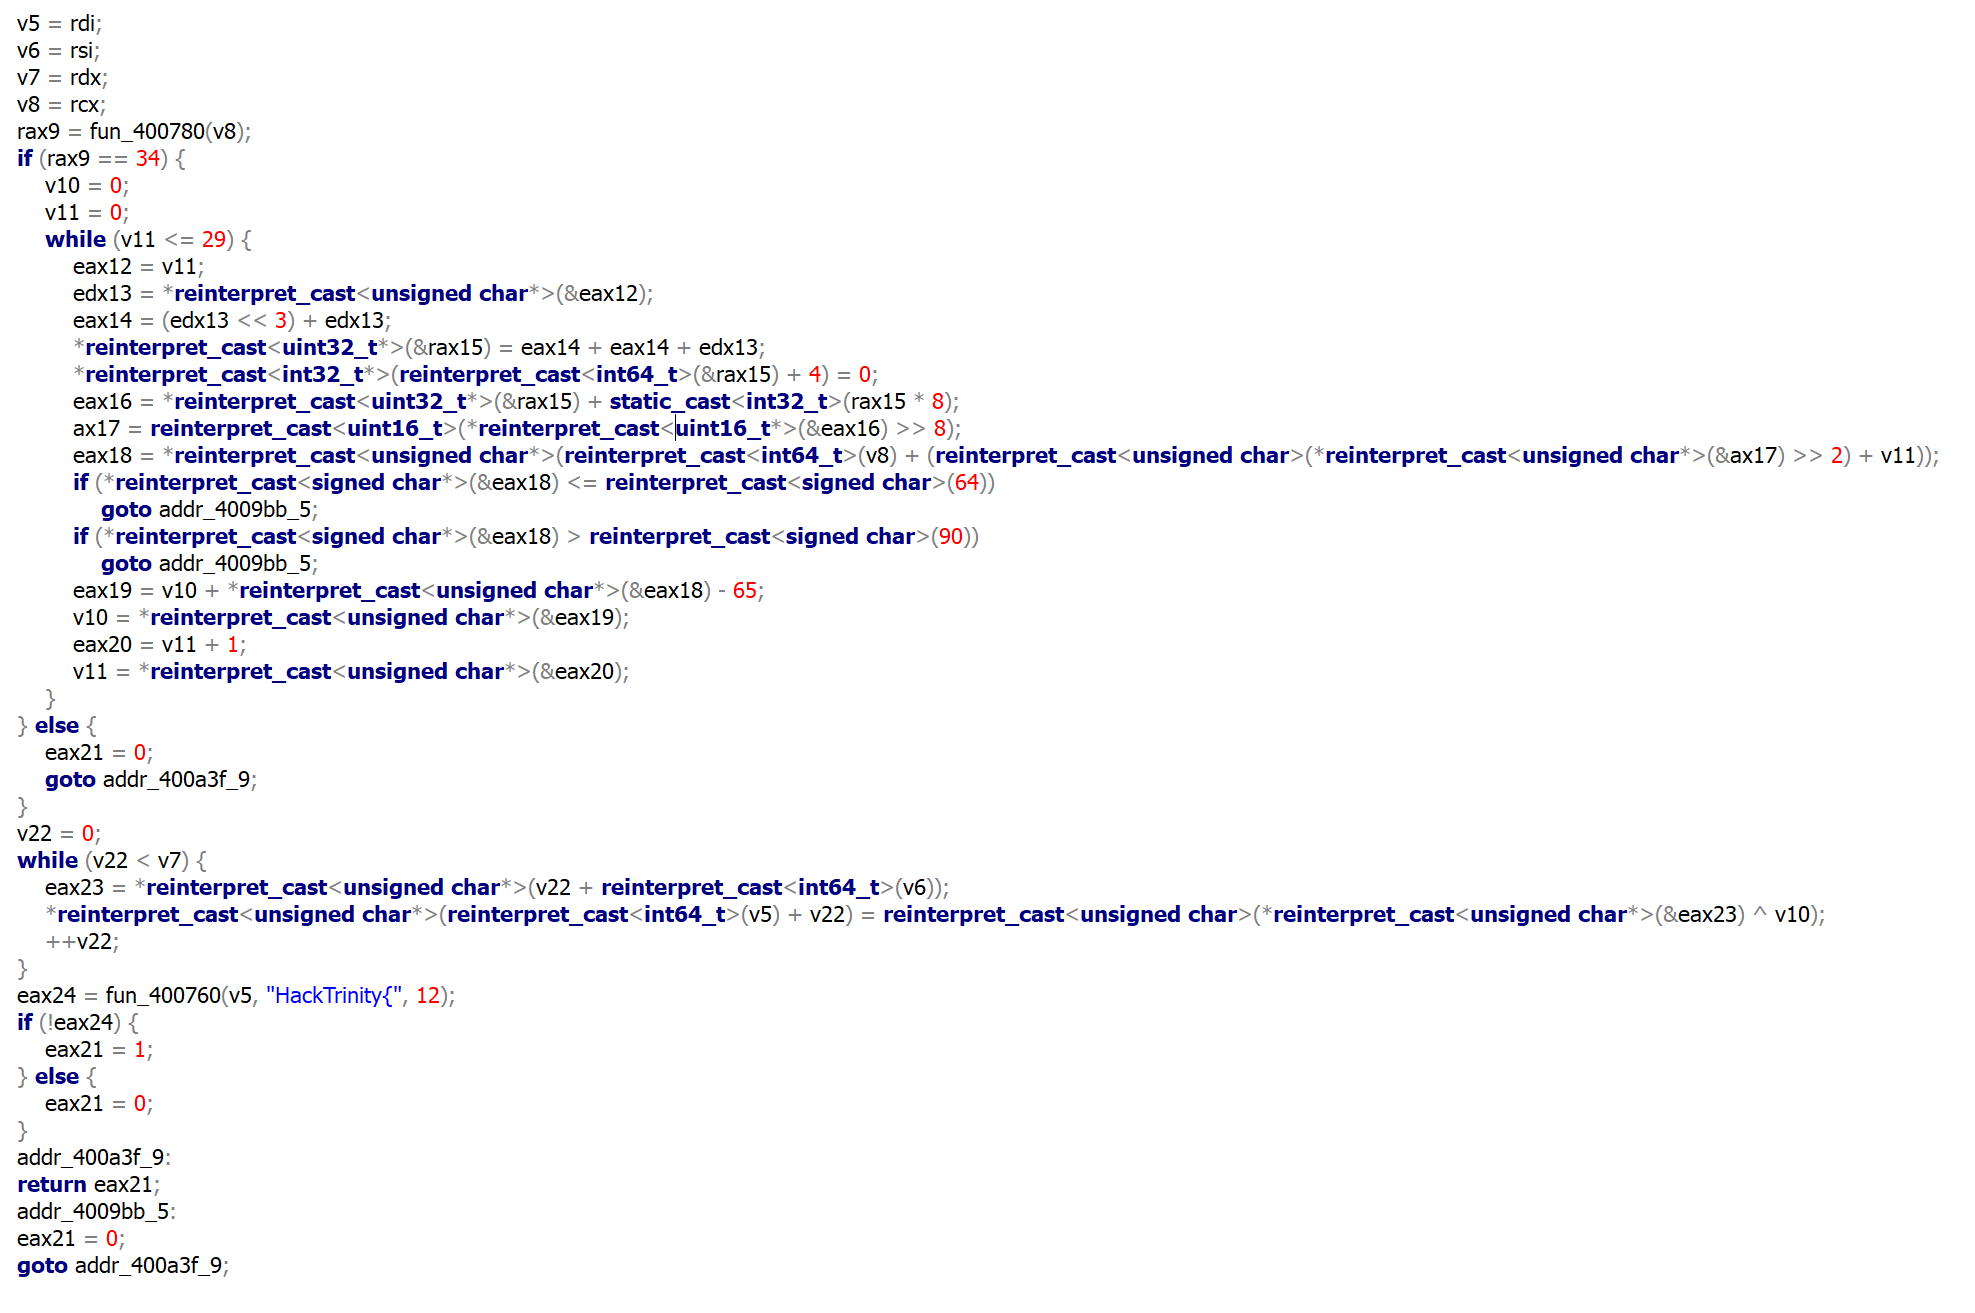 v5 = rdi;
v6 = rsi;
v7 = rdx;
v8 = rcx;
rax9 = fun_400780(v8);
if (rax9 == 34) {
    v10 = 0;
    v11 = 0;
    while (v11 <= 29) {
        eax12 = v11;
        edx13 = *reinterpret_cast<unsigned char*>(&eax12);
        eax14 = (edx13 << 3) + edx13;
        *reinterpret_cast<uint32_t*>(&rax15) = eax14 + eax14 + edx13;
        *reinterpret_cast<int32_t*>(reinterpret_cast<int64_t>(&rax15) + 4) = 0;
        eax16 = *reinterpret_cast<uint32_t*>(&rax15) + static_cast<int32_t>(rax15 * 8);
        ax17 = reinterpret_cast<uint16_t>(*reinterpret_cast<uint16_t*>(&eax16) >> 8);
        eax18 = *reinterpret_cast<unsigned char*>(reinterpret_cast<int64_t>(v8) + (reinterpret_cast<unsigned char>(*reinterpret_cast<unsigned char*>(&ax17) >> 2) + v11));
        if (*reinterpret_cast<signed char*>(&eax18) <= reinterpret_cast<signed char>(64))
            goto addr_4009bb_5;
        if (*reinterpret_cast<signed char*>(&eax18) > reinterpret_cast<signed char>(90))
            goto addr_4009bb_5;
        eax19 = v10 + *reinterpret_cast<unsigned char*>(&eax18) - 65;
        v10 = *reinterpret_cast<unsigned char*>(&eax19);
        eax20 = v11 + 1;
        v11 = *reinterpret_cast<unsigned char*>(&eax20);
    }
} else {
    eax21 = 0;
    goto addr_400a3f_9;
}
v22 = 0;
while (v22 < v7) {
    eax23 = *reinterpret_cast<unsigned char*>(v22 + reinterpret_cast<int64_t>(v6));
    *reinterpret_cast<unsigned char*>(reinterpret_cast<int64_t>(v5) + v22) = reinterpret_cast<unsigned char>(*reinterpret_cast<unsigned char*>(&eax23) ^ v10);
    ++v22;
}
eax24 = fun_400760(v5, "HackTrinity{", 12);
if (!eax24) {
    eax21 = 1;
} else {
    eax21 = 0;
}
addr_400a3f_9:
return eax21;
addr_4009bb_5:
eax21 = 0;
goto addr_400a3f_9;